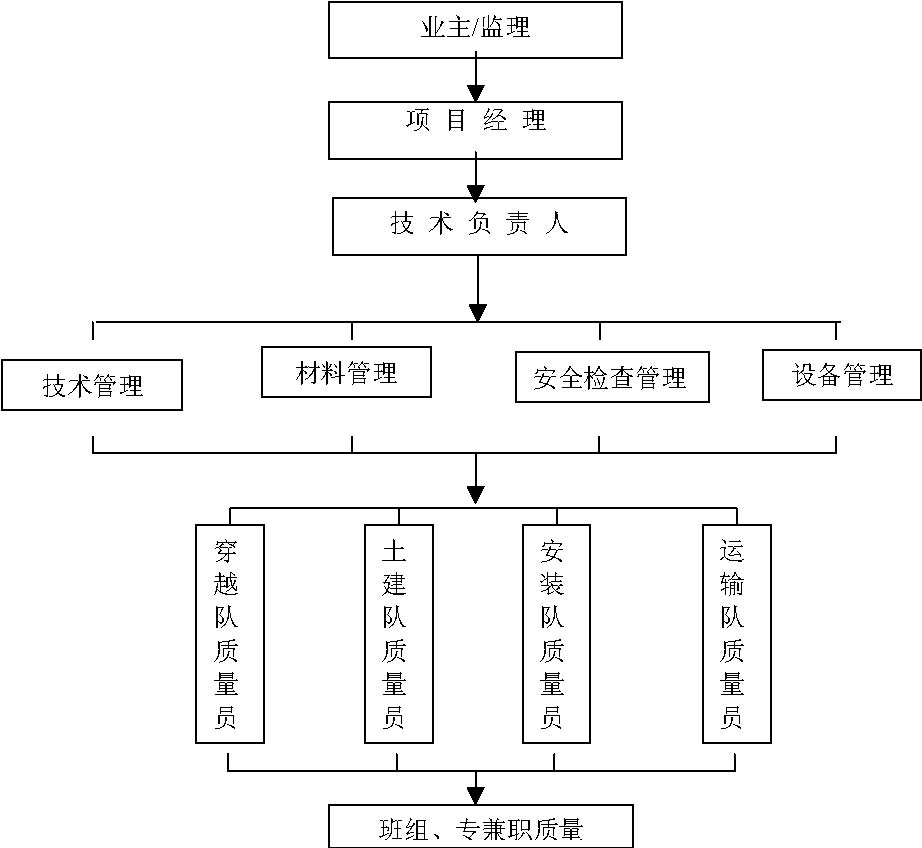 业主/监理
项 目 经 理
技 术 负 责 人
技术管理
材料管理
安全检查管理
设备管理
穿越队质量员
土建队质量员
安装队质量员
运输队质量员
班组、专兼职质量